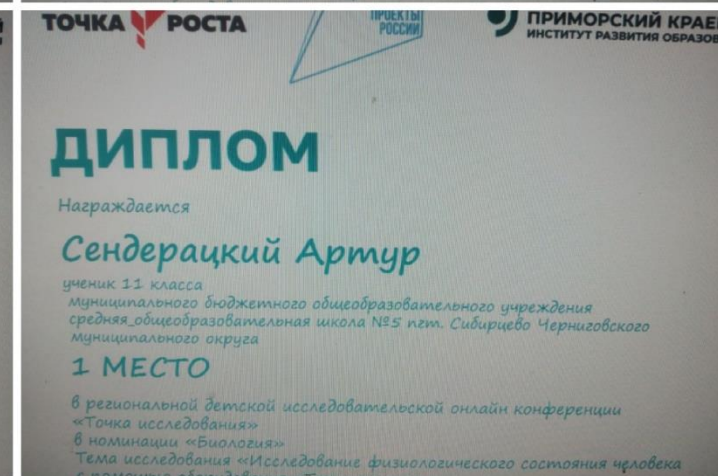 ТОЧКА РОСТА
ПРОЕКТЫ
РОССИИ
ПРИМОРСКИЙ КРАЕВ
ИНСТИТУТ РАЗВИТИЯ ОБРАЗОВ
ДИПЛОМ
Награждается
Сендерацкий Артур
ученик 11 класса
муниципального бюджетного общеобразовательного учреждения
средняя_общеобразовательная школа №5 пгт. Сибирцево Черниговского
муниципального округа
1 МЕСТО
в региональной детской исследовательской онлайн конференции
«Точка исследования»
в номинации «Биология»
Тема исследования «Исследование физиологического состояния человека